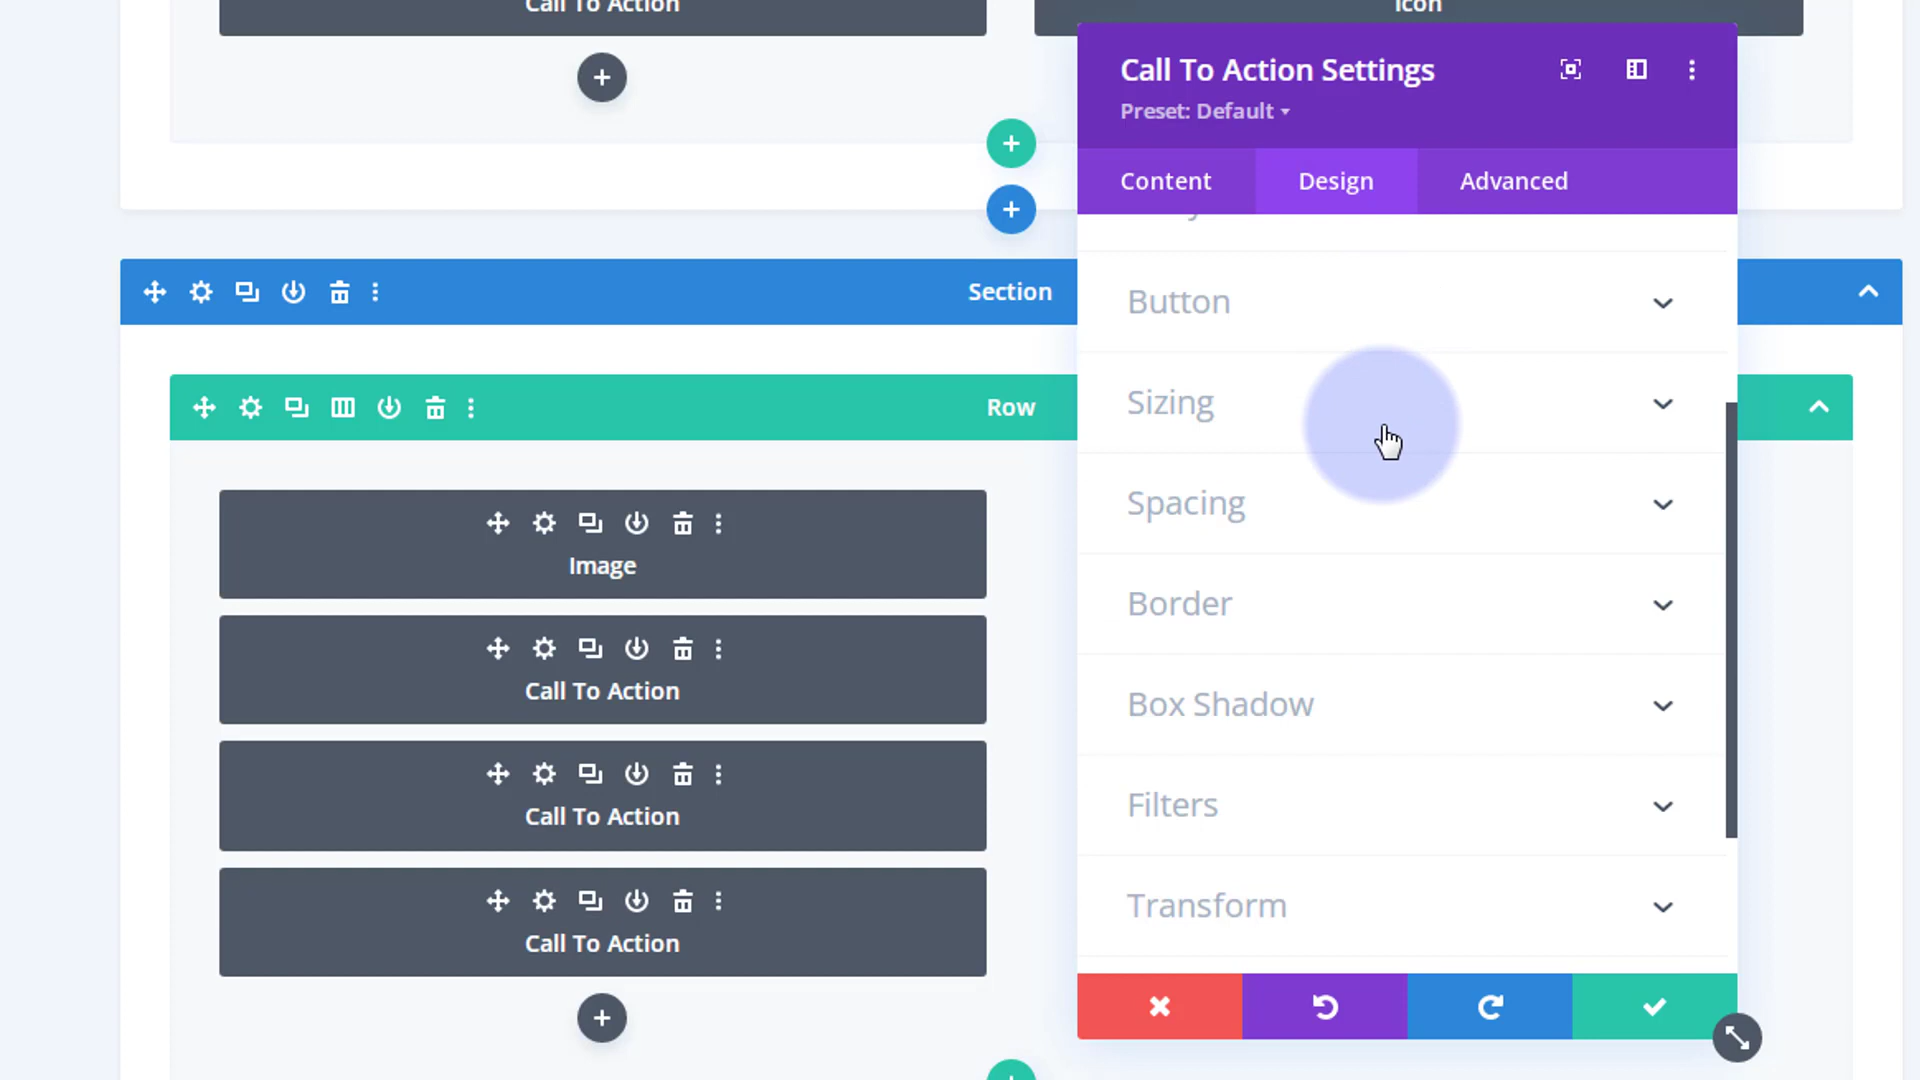 Call To Action
Icon
Call To Action Settings
Preset: Default
Content
Design
Advanced
Section
Button
Sizing
Row
Spacing
Image
Border
Call To Action
Box Shadow
Call To Action
Filters
Transform
Call To Action